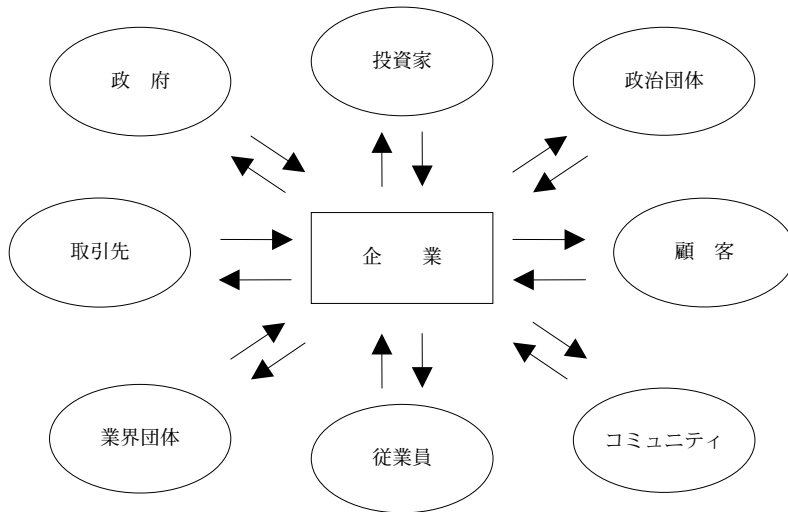 政　府
投資家
政治団体
取引先
企　　業
顧　客
業界団体
従業員
コミュニティ